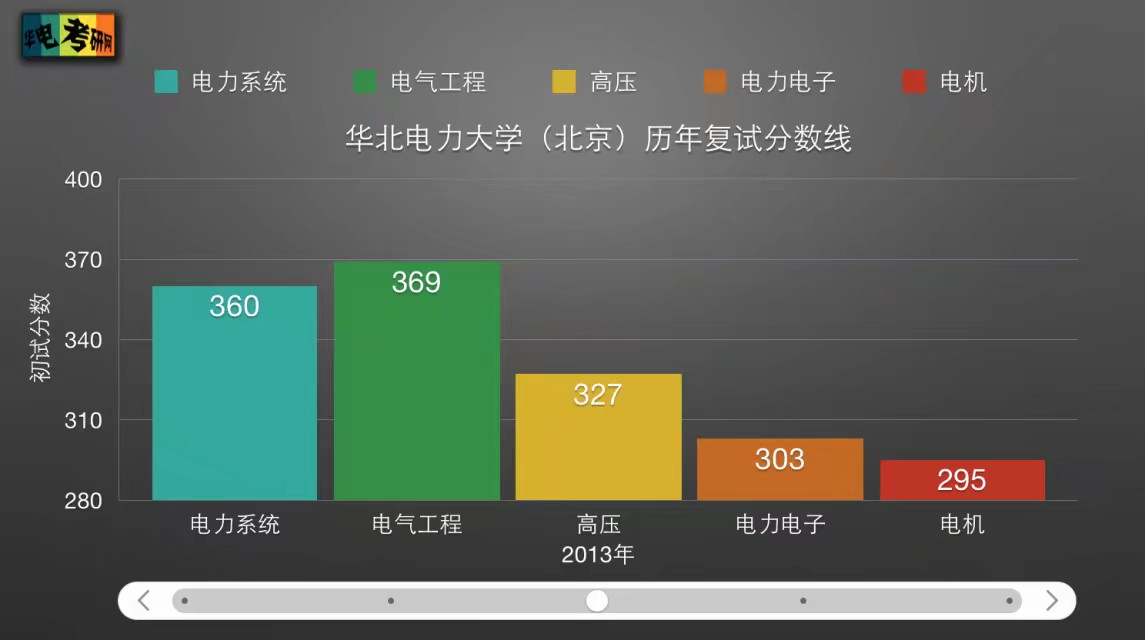 华电考研网
电力系统 电气工程 高压 电力电子 电机
华北电力大学（北京）历年复试分数线
400
370
340
310
280
初试分数
360
369
327
303
295
电力系统 电气工程 高压 电力电子 电机
2013年